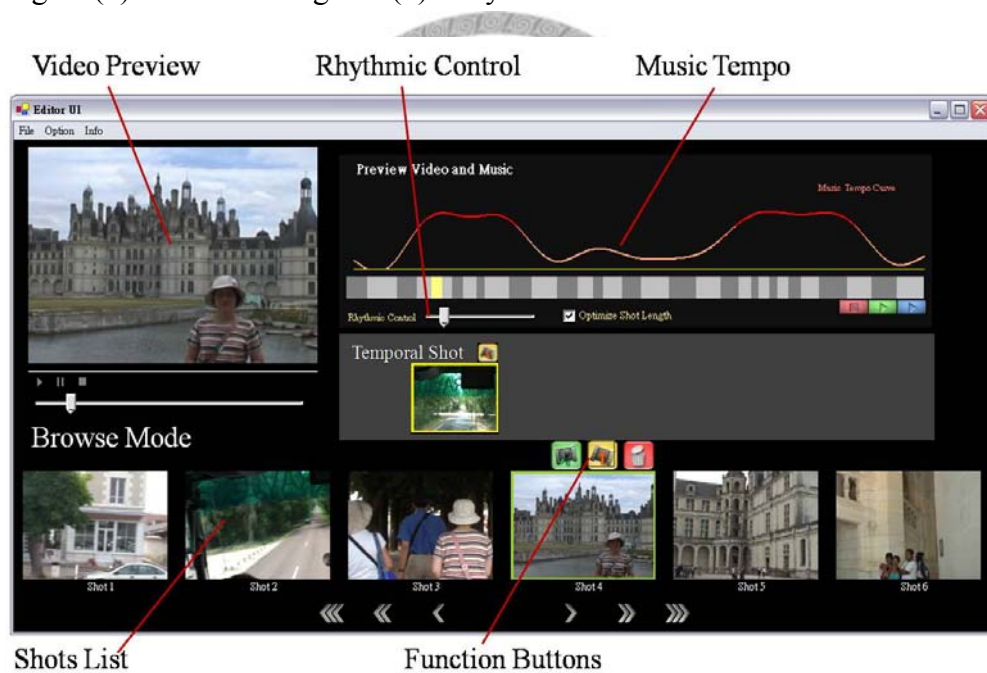 Video Preview
Rhythmic Control
Music Tempo
Editor UI
File Option Info
Preview Video and Music
Music Tempo Curve
Rhythmic Control
Optimize Shot Length
Temporal Shot
Browse Mode
Shot 1
Shot 2
Shot 3
Shot 4
Shot 5
Shot 6
Shots List
Function Buttons